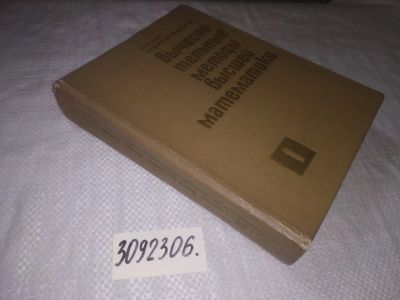 вычисли
тельные
методы
высшей
математики
1
3092306.